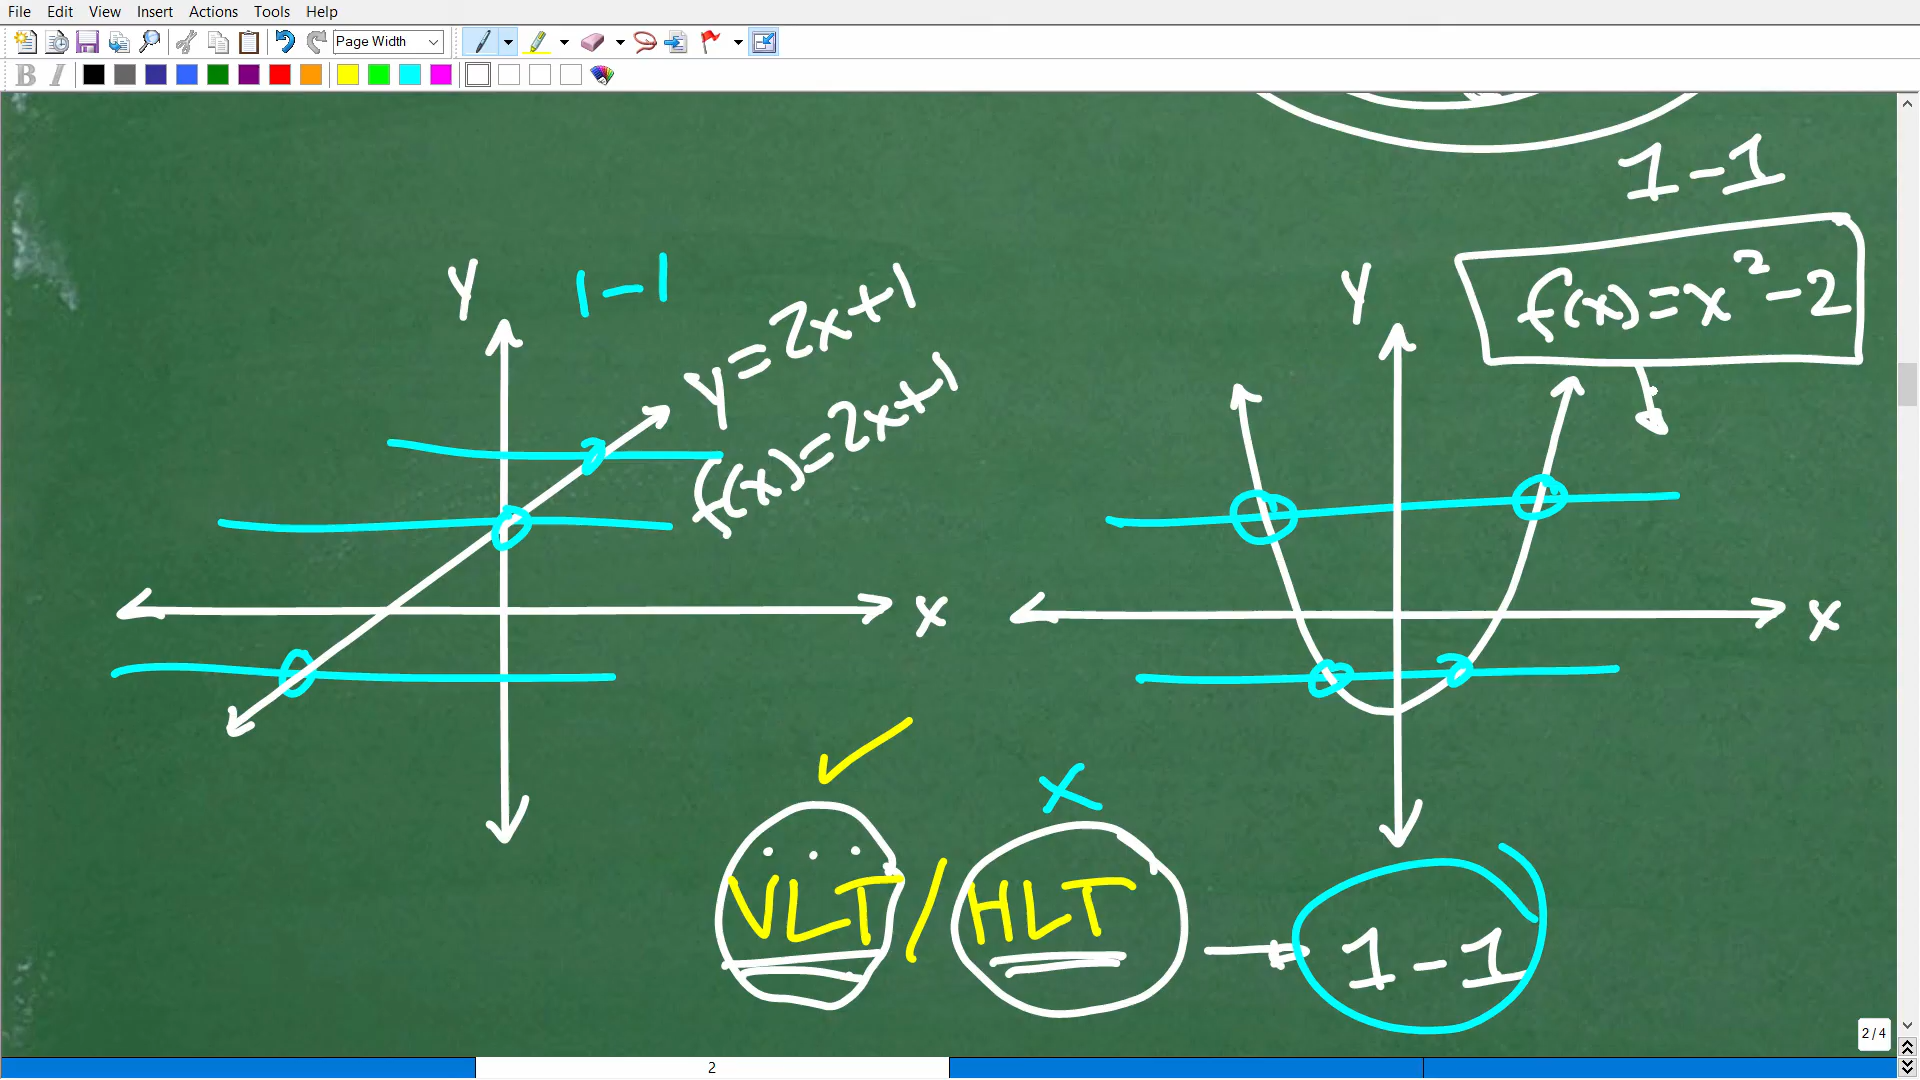 File Edit View Insert Actions Tools Help
Page Width
B I
1-1
y 1-1
y=2x+1
f(x)=2x+1
x
y
f(x)=x²-2
x
VLT / HLT → 1-1
2 / 4
2